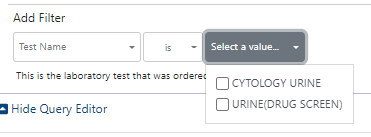 Add Filter
Test Name is Select a value...
This is the laboratory test that was ordered
CYTOLOGY URINE
URINE(DRUG SCREEN)
Hide Query Editor